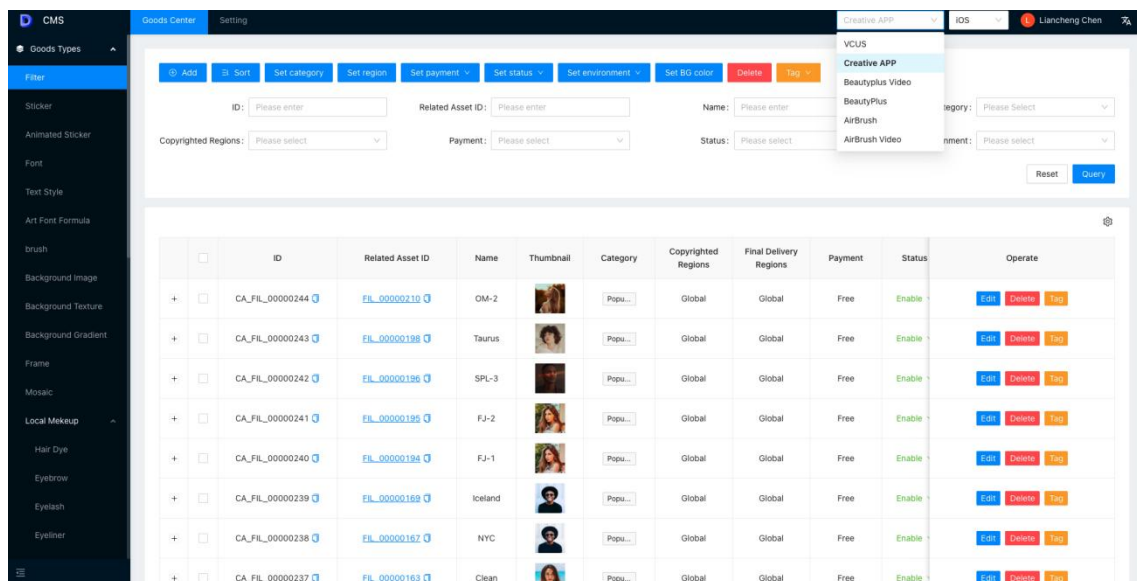 CMS Goods Center Setting Creative APP iOS L Liancheng Chen
Goods Types
VCUS
Creative APP
Beautyplus Video
BeautyPlus
AirBrush
AirBrush Video
Filter
Sticker
Animated Sticker
Font
Text Style
Art Font Formula
brush
Background Image
Background Texture
Background Gradient
Frame
Mosaic
Local Mekeup
Hair Dye
Eyebrow
Eyelash
Eyeliner
Add Sort Set category Set region Set payment Set status Set environment Set BG color Delete Tag
ID: Please enter Related Asset ID: Please enter Name: Please enter tegory: Please Select
Copyrighted Regions: Please select Payment: Please select Status: Please select nment: Please select
Reset Query
ID Related Asset ID Name Thumbnail Category Copyrighted Regions Final Delivery Regions Payment Status Operate
+ CA_FIL_00000244 FIL_00000210 OM-2 Popu... Global Global Free Enable Edit Delete Tag
+ CA_FIL_00000243 FIL_00000198 Taurus Popu... Global Global Free Enable Edit Delete Tag
+ CA_FIL_00000242 FIL_00000196 SPL-3 Popu... Global Global Free Enable Edit Delete Tag
+ CA_FIL_00000241 FIL_00000195 FJ-2 Popu... Global Global Free Enable Edit Delete Tag
+ CA_FIL_00000240 FIL_00000194 FJ-1 Popu... Global Global Free Enable Edit Delete Tag
+ CA_FIL_00000239 FIL_00000169 Iceland Popu... Global Global Free Enable Edit Delete Tag
+ CA_FIL_00000238 FIL_00000167 NYC Popu... Global Global Free Enable Edit Delete Tag
+ CA_FIL_00000237 FIL_00000163 Clean Popu... Global Global Free Enable Edit Delete Tag